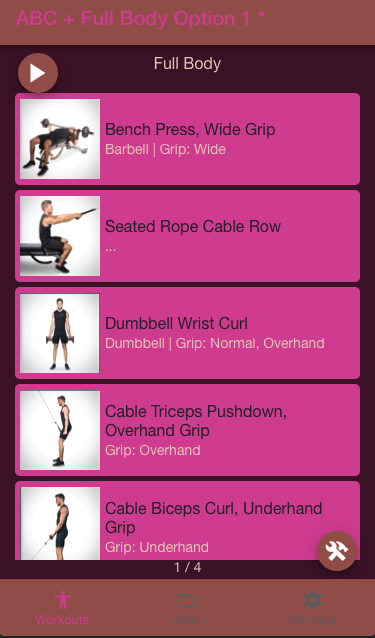 ABC + Full Body Option 1 *
Full Body
Bench Press, Wide Grip
Barbell | Grip: Wide
Seated Rope Cable Row
...
Dumbbell Wrist Curl
Dumbbell | Grip: Normal, Overhand
Cable Triceps Pushdown,
Overhand Grip
Grip: Overhand
Cable Biceps Curl, Underhand
Grip
Grip: Underhand
1 / 4
Workouts
Library
Settings